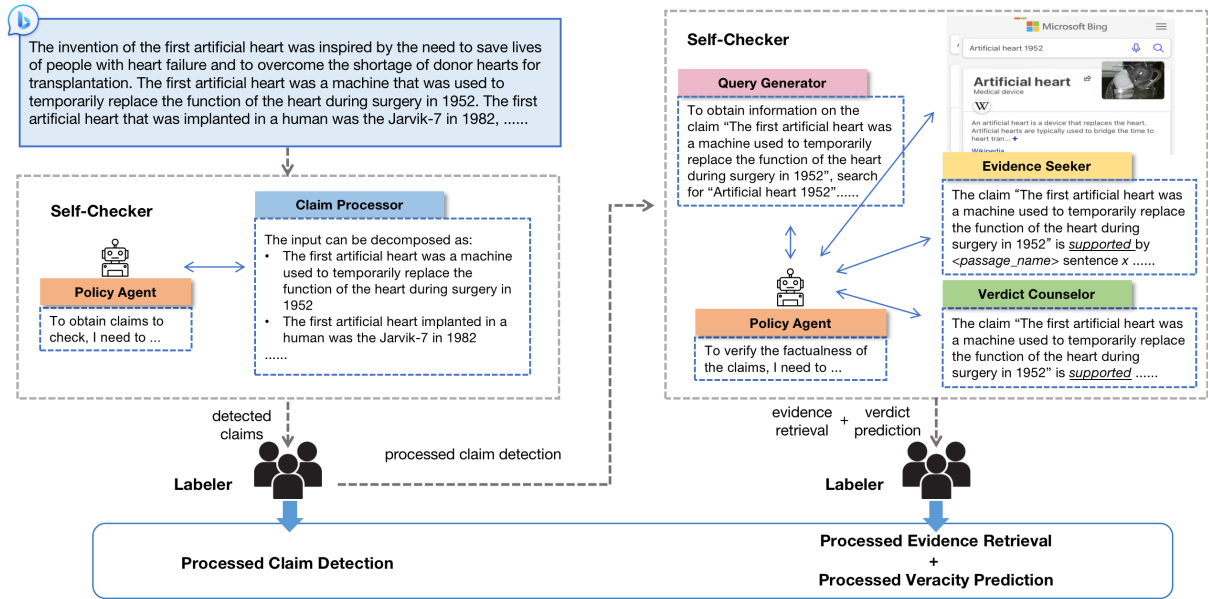 The invention of the first artificial heart was inspired by the need to save lives
of people with heart failure and to overcome the shortage of donor hearts for
transplantation. The first artificial heart was a machine that was used to
temporarily replace the function of the heart during surgery in 1952. The first
artificial heart that was implanted in a human was the Jarvik-7 in 1982, ......
Self-Checker
Claim Processor
The input can be decomposed as:
• The first artificial heart was a machine
used to temporarily replace the
function of the heart during surgery in
1952
• The first artificial heart implanted in a
human was the Jarvik-7 in 1982
......
Policy Agent
To obtain claims to
check, I need to ...
detected
claims
Labeler
processed claim detection
Self-Checker
Query Generator
To obtain information on the
claim “The first artificial heart was
a machine used to temporarily
replace the function of the heart
during surgery in 1952”, search
for “Artificial heart 1952”......
Microsoft Bing
Artificial heart 1952
Artificial heart
Medical device
W
An artificial heart is a device that replaces the heart.
Artificial hearts are typically used to bridge the time to
heart tran...
Wikipedia
Evidence Seeker
The claim “The first artificial heart was
a machine used to temporarily replace
the function of the heart during
surgery in 1952” is supported by
<passage_name> sentence x ......
Policy Agent
To verify the factualness of
the claims, I need to ...
Verdict Counselor
The claim “The first artificial heart was
a machine used to temporarily replace
the function of the heart during
surgery in 1952” is supported ......
evidence
retrieval
+
verdict
prediction
Labeler
Processed Claim Detection
Processed Evidence Retrieval
+
Processed Veracity Prediction